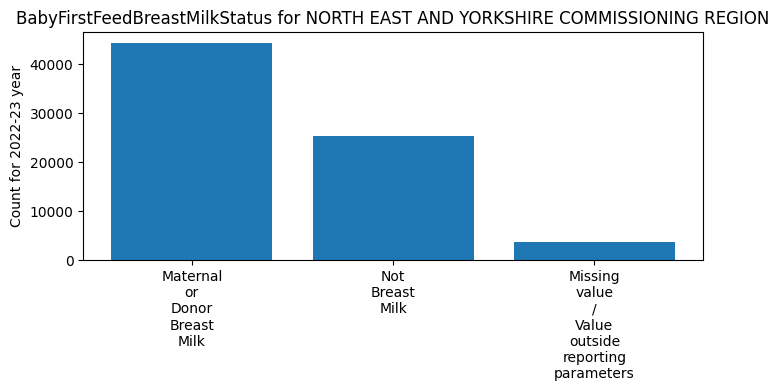 BabyFirstFeedBreastMilkStatus for NORTH EAST AND YORKSHIRE COMMISSIONING REGION
Count for 2022-23 year
40000
30000
20000
10000
0
Maternal
or
Donor
Breast
Milk
Not
Breast
Milk
Missing
value
/
Value
outside
reporting
parameters